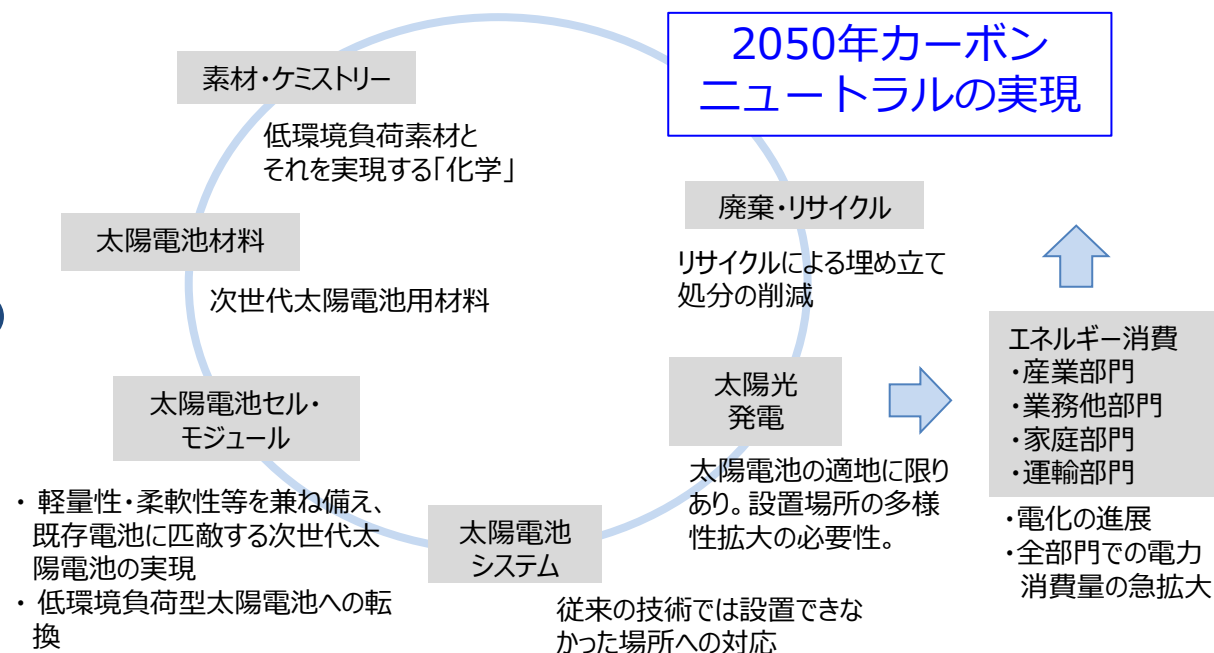 2050年カーボン
ニュートラルの実現
素材・ケミストリー
低環境負荷素材と
それを実現する「化学」
太陽電池材料
次世代太陽電池用材料
太陽電池セル・
モジュール
・ 軽量性・柔軟性等を兼ね備え、
既存電池に匹敵する次世代太
陽電池の実現
・ 低環境負荷型太陽電池への転
換
太陽電池
システム
従来の技術では設置できな
かった場所への対応
太陽光
発電
太陽電池の適地に限り
あり。設置場所の多様
性拡大の必要性。
廃棄・リサイクル
リサイクルによる埋め立て
処分の削減
エネルギー消費
・産業部門
・業務他部門
・家庭部門
・運輸部門
・電化の進展
・全部門での電力
消費量の急拡大